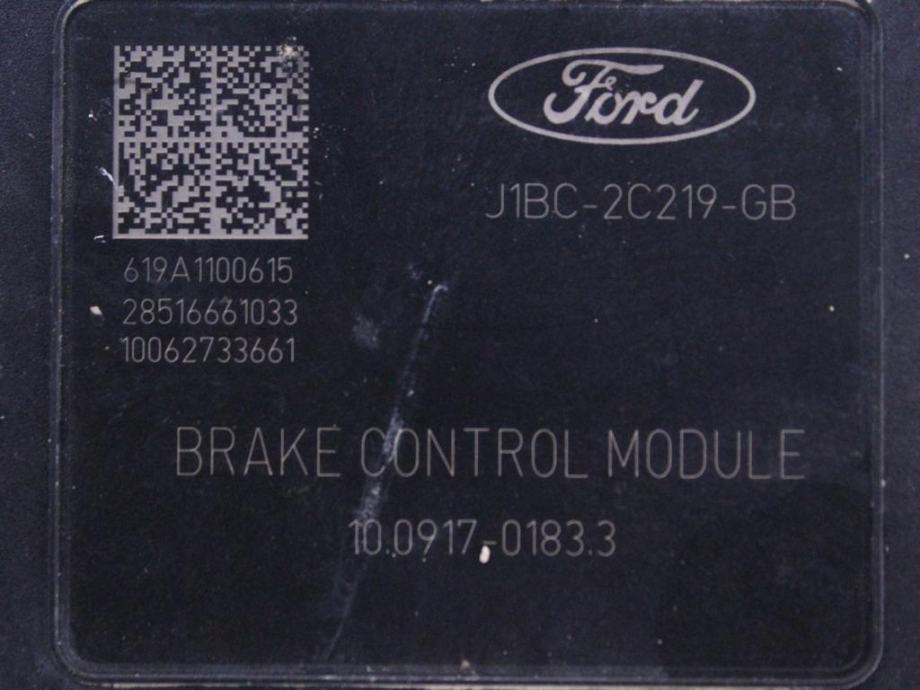 Ford
J1BC-2C219-GB
619A1100615
28516661033
10062733661
BRAKE CONTROL MODULE
10.0917-0183.3